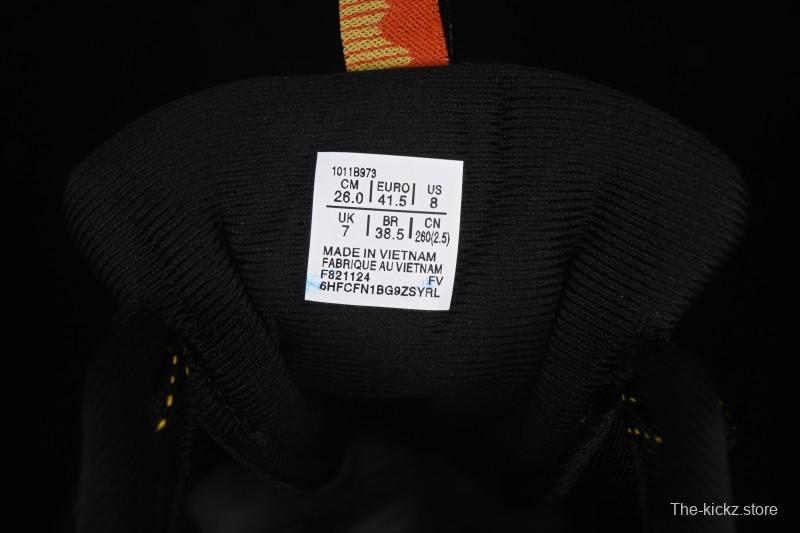 1011B973
CM EURO US
26.0 41.5 8
UK BR CN
7 38.5 260(2.5)
MADE IN VIETNAM
FABRIQUE AU VIETNAM
F821124 FV
6HFCFN1BG9ZSYRL
The-kickz.store